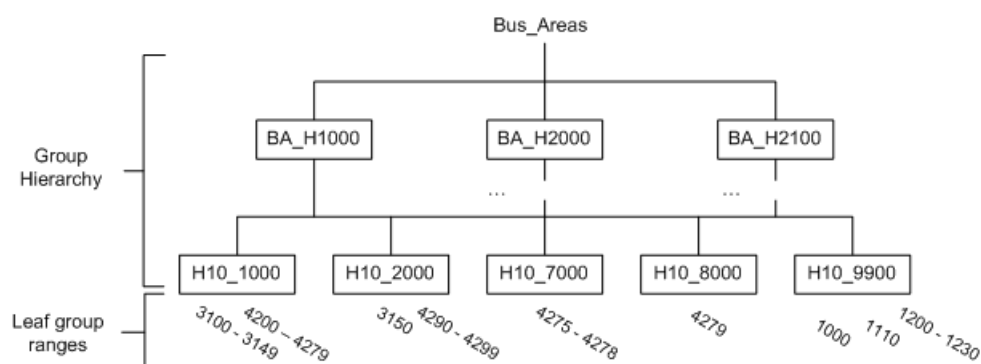 Bus_Areas
BA_H1000
BA_H2000
BA_H2100
Group
Hierarchy
...
...
H10_1000
H10_2000
H10_7000
H10_8000
H10_9900
Leaf group
ranges
3100 - 3149
4200 – 4279
3150
4290 - 4299
4275 - 4278
4279
1000
1110
1200 - 1230